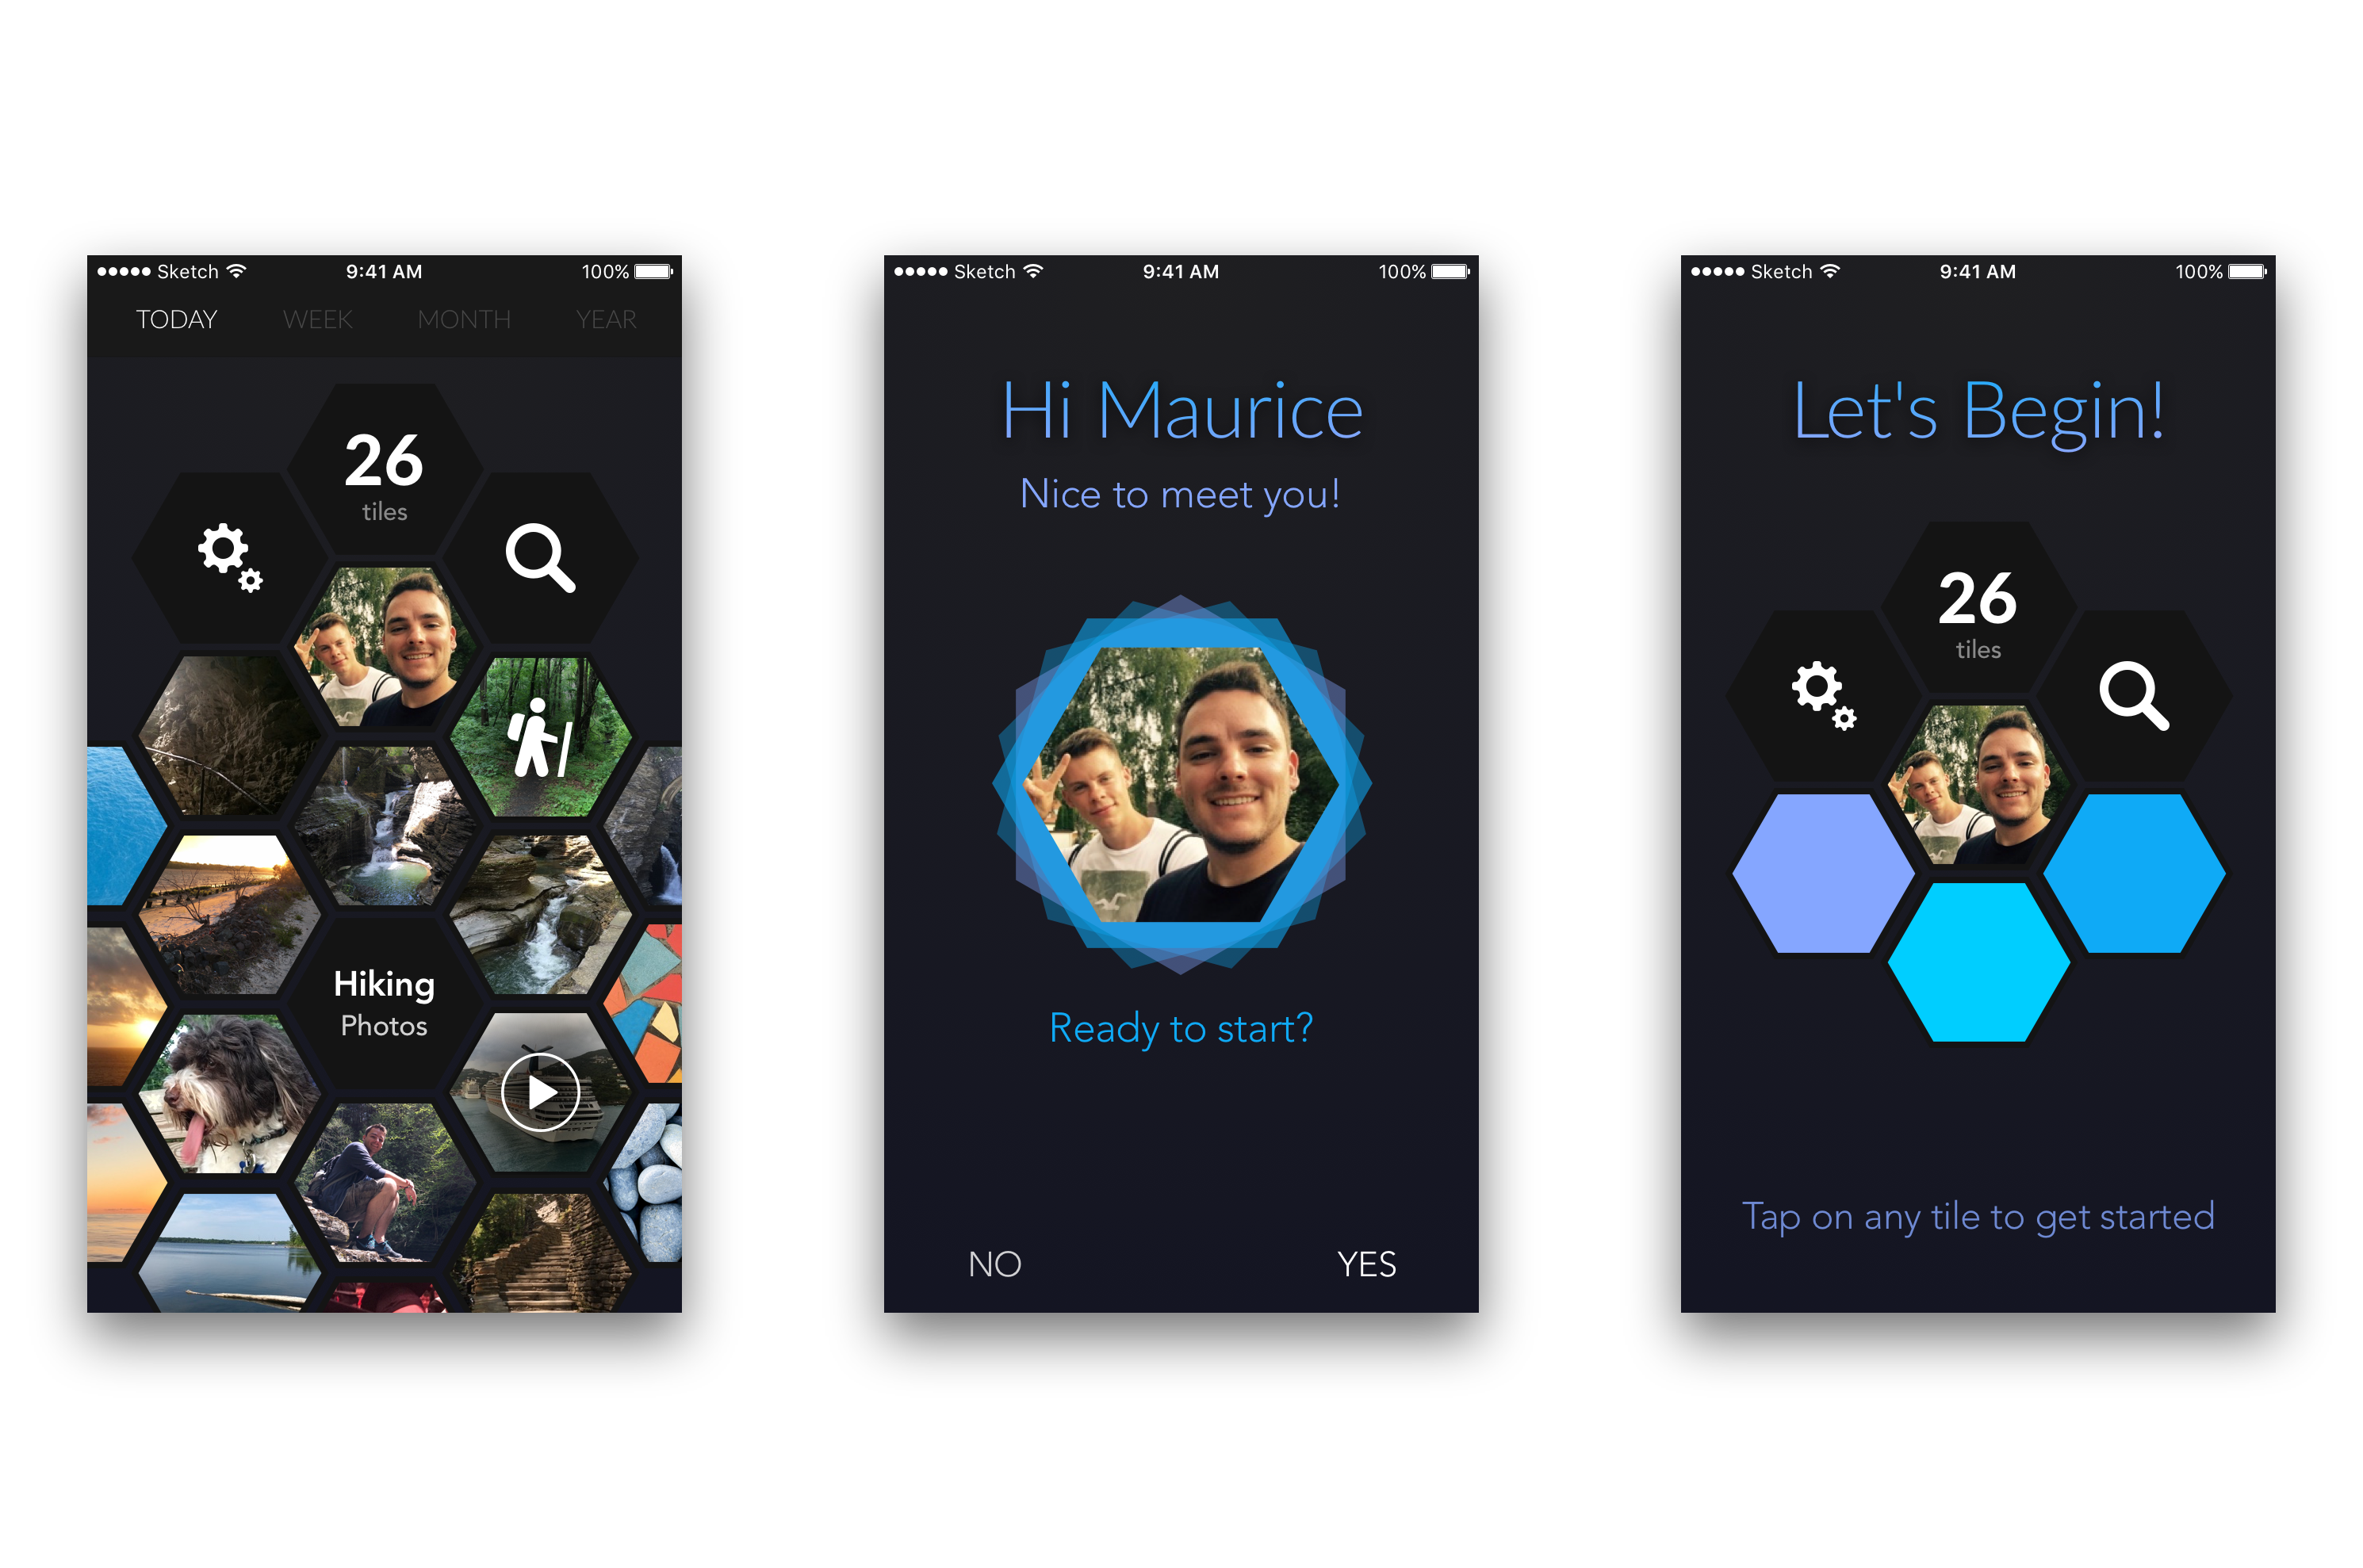 Sketch 9:41 AM 100%
TODAY WEEK MONTH YEAR
26
tiles
Hiking
Photos
Sketch 9:41 AM 100%
Hi Maurice
Nice to meet you!
Ready to start?
NO YES
Sketch 9:41 AM 100%
Let's Begin!
26
tiles
Tap on any tile to get started